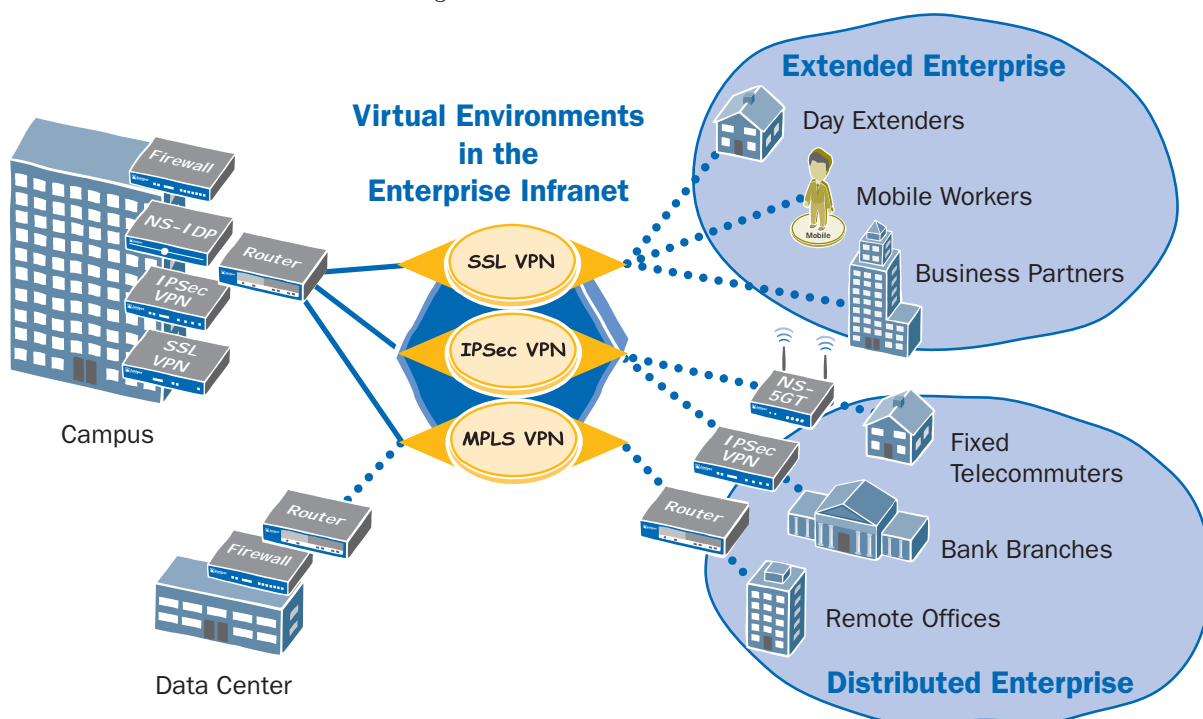 Extended Enterprise
Day Extenders
Mobile Workers
Mobile
Business Partners
Virtual Environments
in the
Enterprise Infranet
Firewall
NS-IDP
Router
IPSec
VPN
SSL
VPN
Campus
SSL VPN
IPSec VPN
MPLS VPN
NS-
5GT
Fixed
Telecommuters
IPSec
VPN
Bank Branches
Router
Remote Offices
Distributed Enterprise
Router
Firewall
Data Center